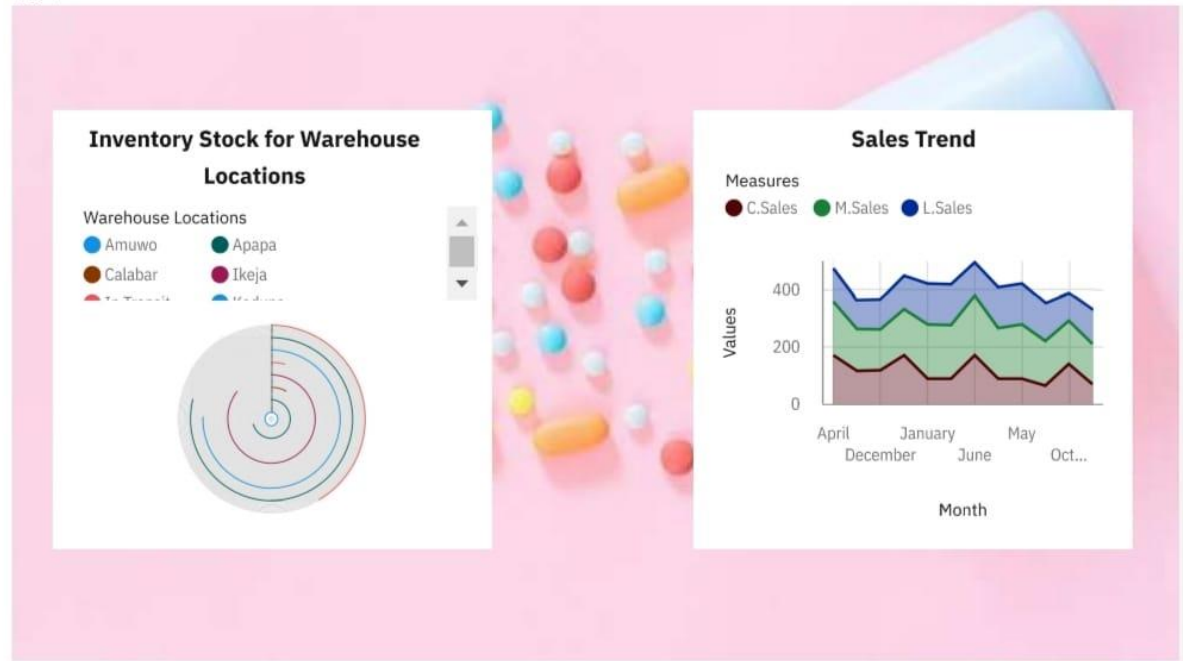 Inventory Stock for Warehouse
Locations
Warehouse Locations
Amuwo
Apapa
Calabar
Ikeja
Sales Trend
Measures
C.Sales
M.Sales
L.Sales
Values
400
200
0
April
January
May
December
June
Oct...
Month